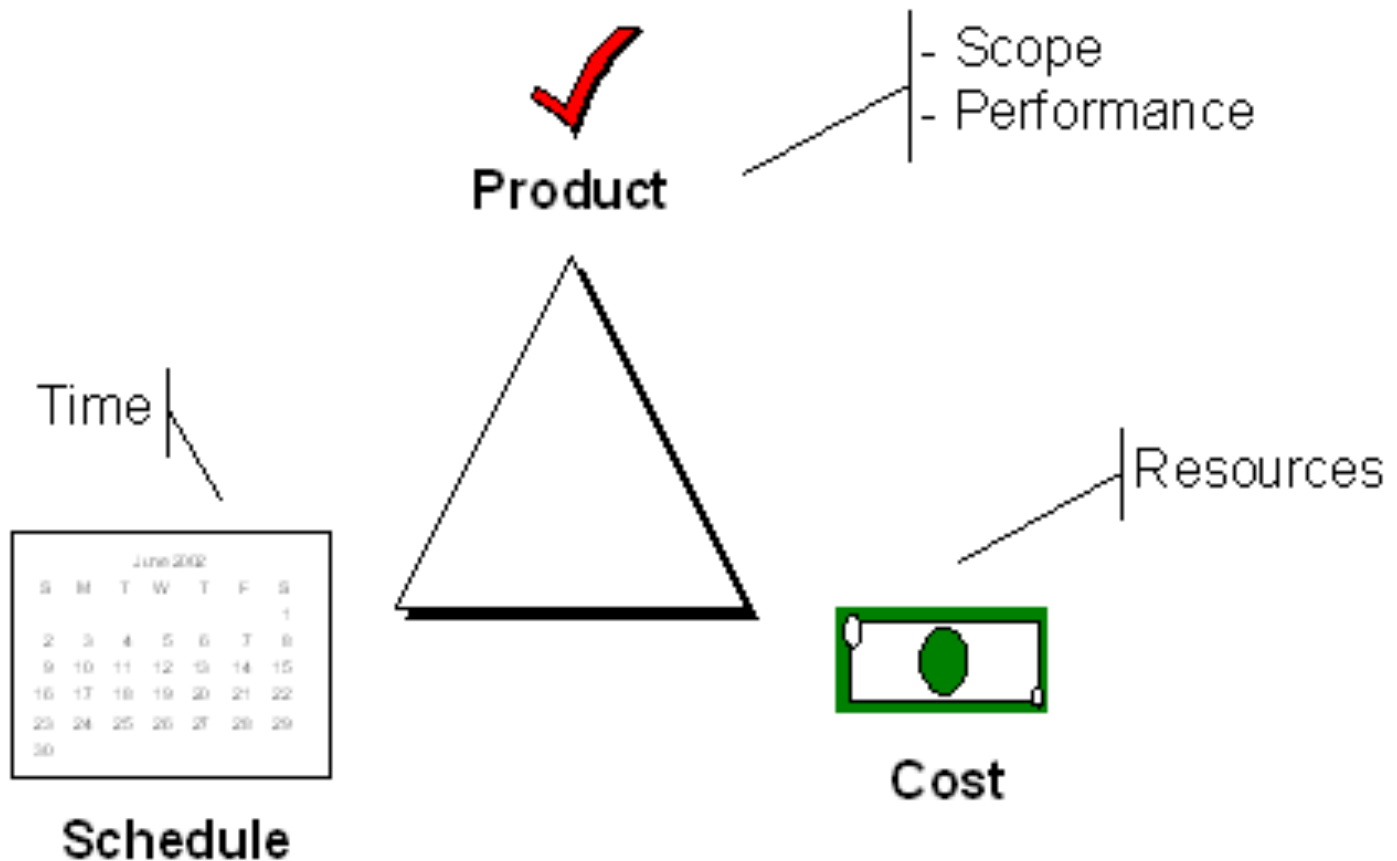 - Scope
- Performance
Product
Time
Resources
June 2002
S M T W T F S
1
2 3 4 5 6 7 8
9 10 11 12 13 14 15
16 17 18 19 20 21 22
23 24 25 26 27 28 29
30
Cost
Schedule